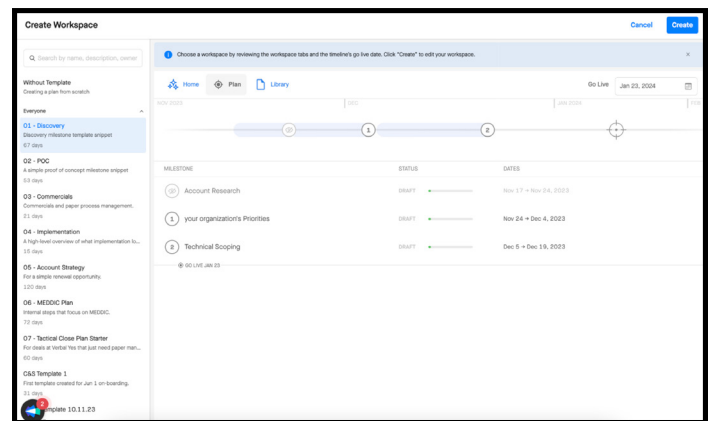 Create Workspace
Cancel
Create
Search by name, description, owner
Without Template
Creating a plan from scratch
Everyone
01 - Discovery
Discovery milestone template snippet
67 days
02 - POC
A simple proof of concept milestone snippet
53 days
03 - Commercials
Commercials and paper process management.
21 days
04 - Implementation
A high-level overview of what implementation lo...
15 days
05 - Account Strategy
For a simple renewal opportunity.
120 days
06 - MEDDIC Plan
Internal steps that focus on MEDDIC.
70 days
07 - Tactical Close Plan Starter
For deals at Verbal Yes that just need paper man...
60 days
C&S Template 1
First template created for Jun 1 on-boarding.
31 days
mplate 10.11.23
2
Choose a workspace by reviewing the workspace tabs and the timeline's go live date. Click "Create" to edit your workspace.
Home
Plan
Library
Go Live
Jan 23, 2024
NOV 2023
DEC
JAN 2024
FEB
1
2
MILESTONE
STATUS
DATES
Account Research
DRAFT
Nov 17 → Nov 24, 2023
1
your organization's Priorities
DRAFT
Nov 24 → Dec 4, 2023
2
Technical Scoping
DRAFT
Dec 5 → Dec 19, 2023
GO LIVE JAN 23